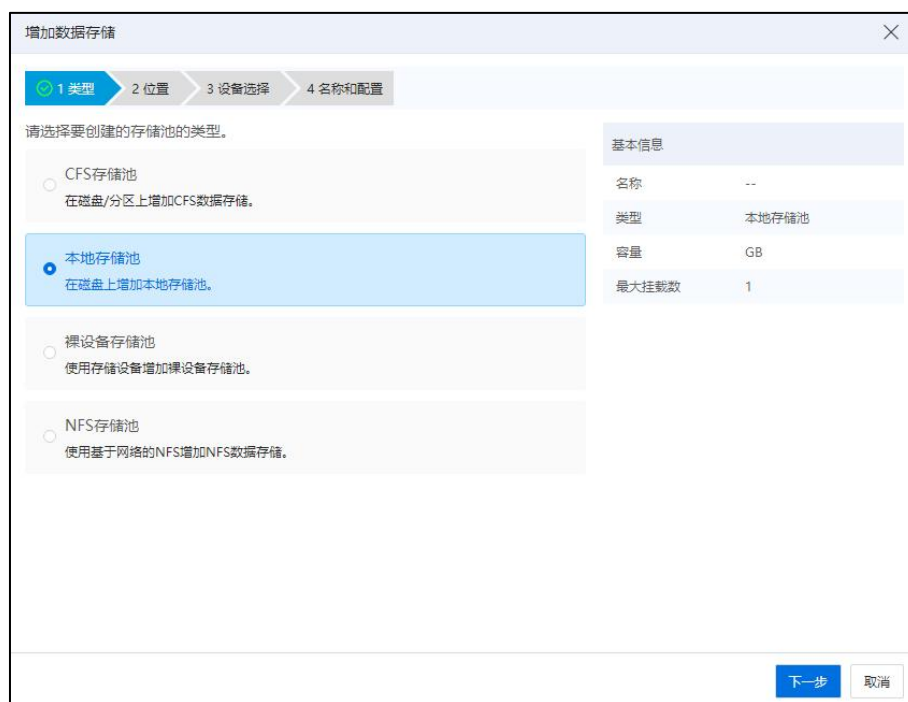 增加数据存储
1 类型 2 位置 3 设备选择 4 名称和配置
请选择要创建的存储池的类型。
CFS存储池
在磁盘/分区上增加CFS数据存储。
本地存储池
在磁盘上增加本地存储池。
裸设备存储池
使用存储设备增加裸设备存储池。
NFS存储池
使用基于网络的NFS增加NFS数据存储。
基本信息
名称 --
类型 本地存储池
容量 GB
最大挂载数 1
下一步 取消